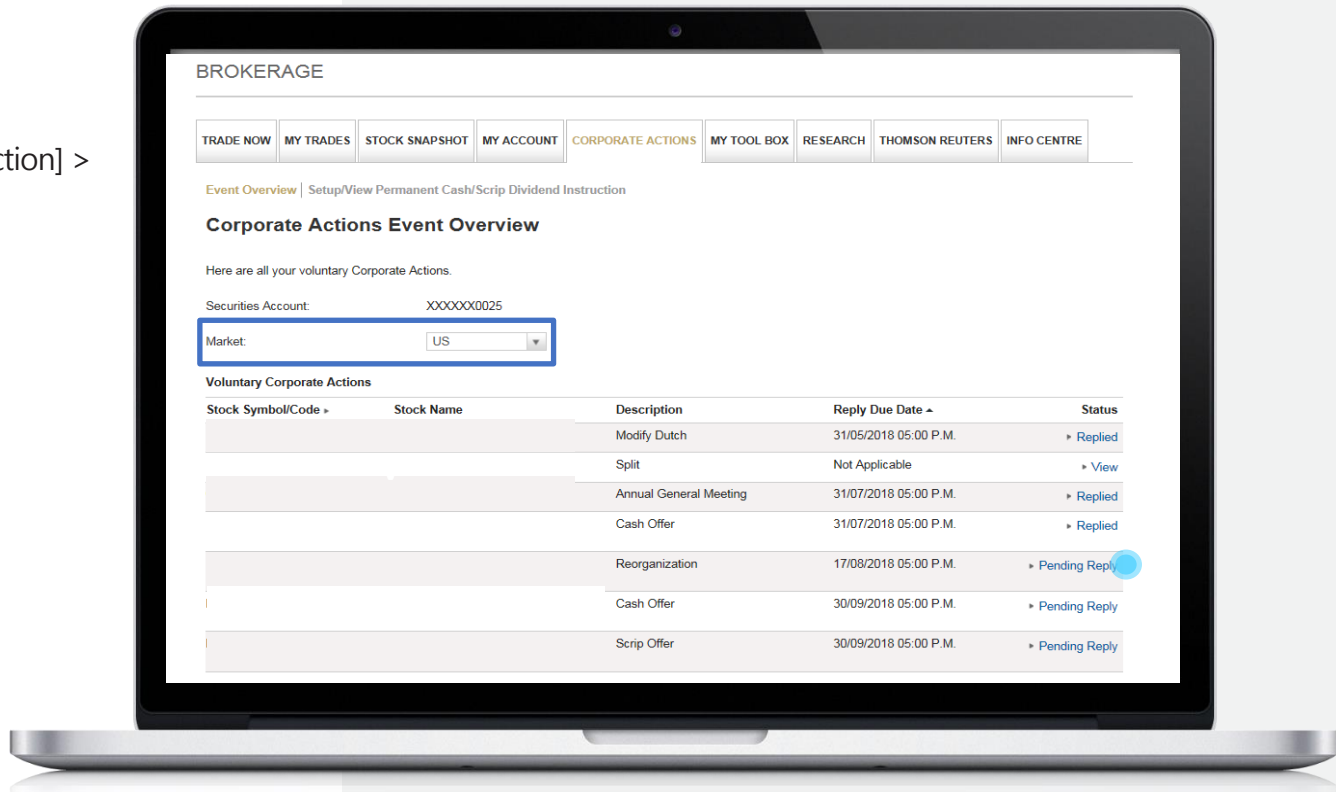 ction] >
BROKERAGE
TRADE NOW MY TRADES STOCK SNAPSHOT MY ACCOUNT CORPORATE ACTIONS MY TOOL BOX RESEARCH THOMSON REUTERS INFO CENTRE
Event Overview | Setup/View Permanent Cash/Scrip Dividend Instruction
Corporate Actions Event Overview
Here are all your voluntary Corporate Actions.
Securities Account: XXXXXX0025
Market: US
Voluntary Corporate Actions
Stock Symbol/Code Stock Name Description Reply Due Date Status
Modify Dutch 31/05/2018 05:00 P.M. Replied
Split Not Applicable View
Annual General Meeting 31/07/2018 05:00 P.M. Replied
Cash Offer 31/07/2018 05:00 P.M. Replied
Reorganization 17/08/2018 05:00 P.M. Pending Reply
Cash Offer 30/09/2018 05:00 P.M. Pending Reply
Scrip Offer 30/09/2018 05:00 P.M. Pending Reply